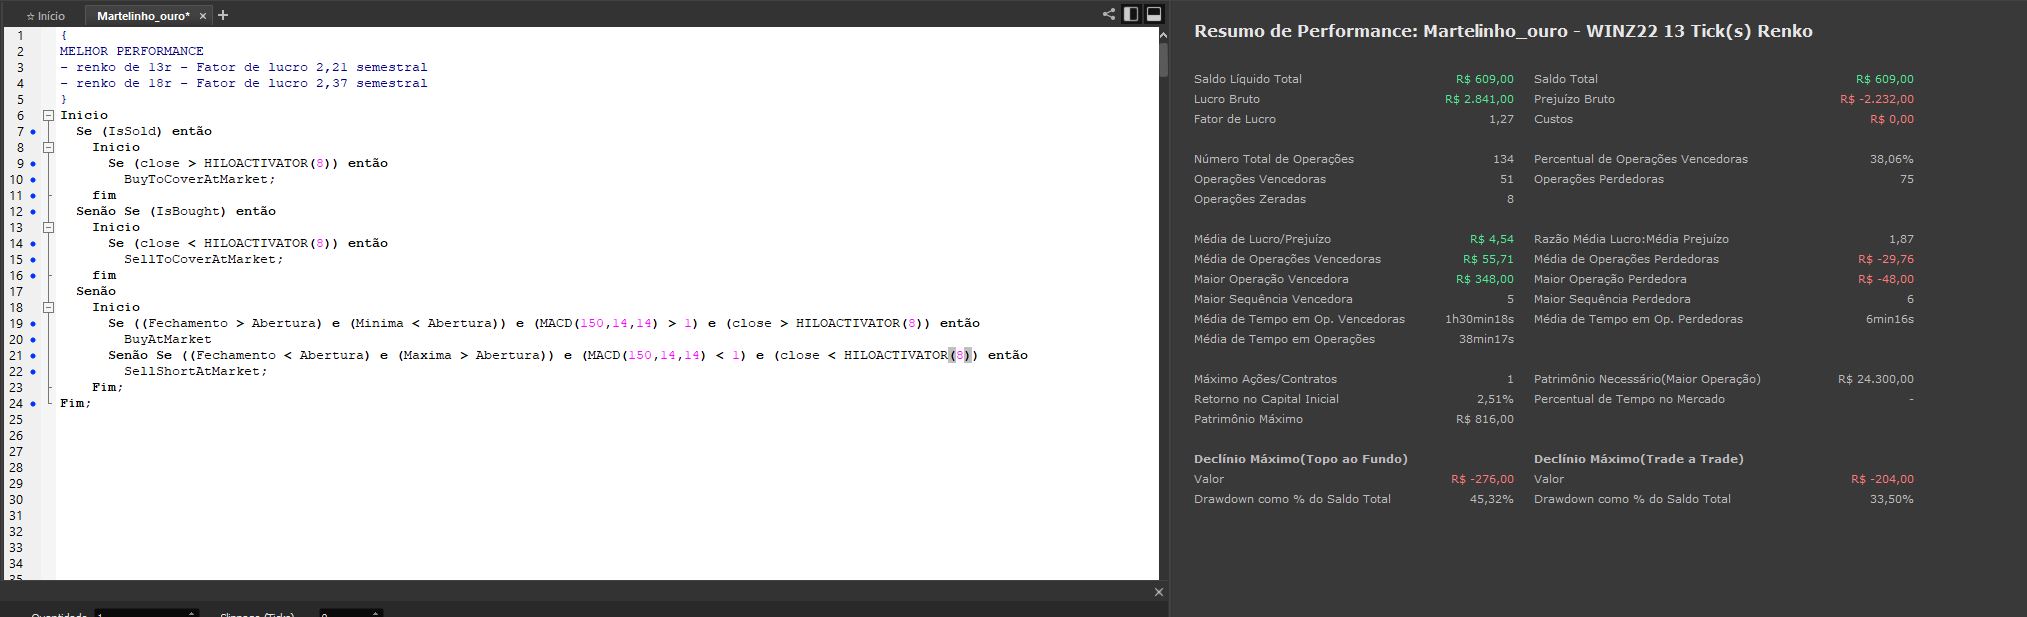 ☆ Início
Martelinho_ouro* × +
1 {
2 MELHOR PERFORMANCE
3 - renko de 13r - Fator de lucro 2,21 semestral
4 - renko de 18r - Fator de lucro 2,37 semestral
5 }
6 Inicio
7 Se (IsSold) então
8 Inicio
9 Se (close > HILOACTIVATOR(8)) então
10 BuyToCoverAtMarket;
11 fim
12 Senão Se (IsBought) então
13 Inicio
14 Se (close < HILOACTIVATOR(8)) então
15 SellToCoverAtMarket;
16 fim
17 Senão
18 Inicio
19 Se ((Fechamento > Abertura) e (Minima < Abertura)) e (MACD(150,14,14) > 1) e (close > HILOACTIVATOR(8)) então
20 BuyAtMarket
21 Senão Se ((Fechamento < Abertura) e (Maxima > Abertura)) e (MACD(150,14,14) < 1) e (close < HILOACTIVATOR(8)) então
22 SellShortAtMarket;
23 Fim;
24 Fim;
25
26
27
28
29
30
31
32
33
34
35
Quantidade 1 Slippage (Ticks) 0
Resumo de Performance: Martelinho_ouro - WINZ22 13 Tick(s) Renko
Saldo Líquido Total R$ 609,00 Saldo Total R$ 609,00
Lucro Bruto R$ 2.841,00 Prejuízo Bruto R$ -2.232,00
Fator de Lucro 1,27 Custos R$ 0,00
Número Total de Operações 134 Percentual de Operações Vencedoras 38,06%
Operações Vencedoras 51 Operações Perdedoras 75
Operações Zeradas 8
Média de Lucro/Prejuízo R$ 4,54 Razão Média Lucro:Média Prejuízo 1,87
Média de Operações Vencedoras R$ 55,71 Média de Operações Perdedoras R$ -29,76
Maior Operação Vencedora R$ 348,00 Maior Operação Perdedora R$ -48,00
Maior Sequência Vencedora 5 Maior Sequência Perdedora 6
Média de Tempo em Op. Vencedoras 1h30min18s Média de Tempo em Op. Perdedoras 6min16s
Média de Tempo em Operações 38min17s
Máximo Ações/Contratos 1 Patrimônio Necessário(Maior Operação) R$ 24.300,00
Retorno no Capital Inicial 2,51% Percentual de Tempo no Mercado -
Patrimônio Máximo R$ 816,00
Declínio Máximo(Topo ao Fundo) Declínio Máximo(Trade a Trade)
Valor R$ -276,00 Valor R$ -204,00
Drawdown como % do Saldo Total 45,32% Drawdown como % do Saldo Total 33,50%